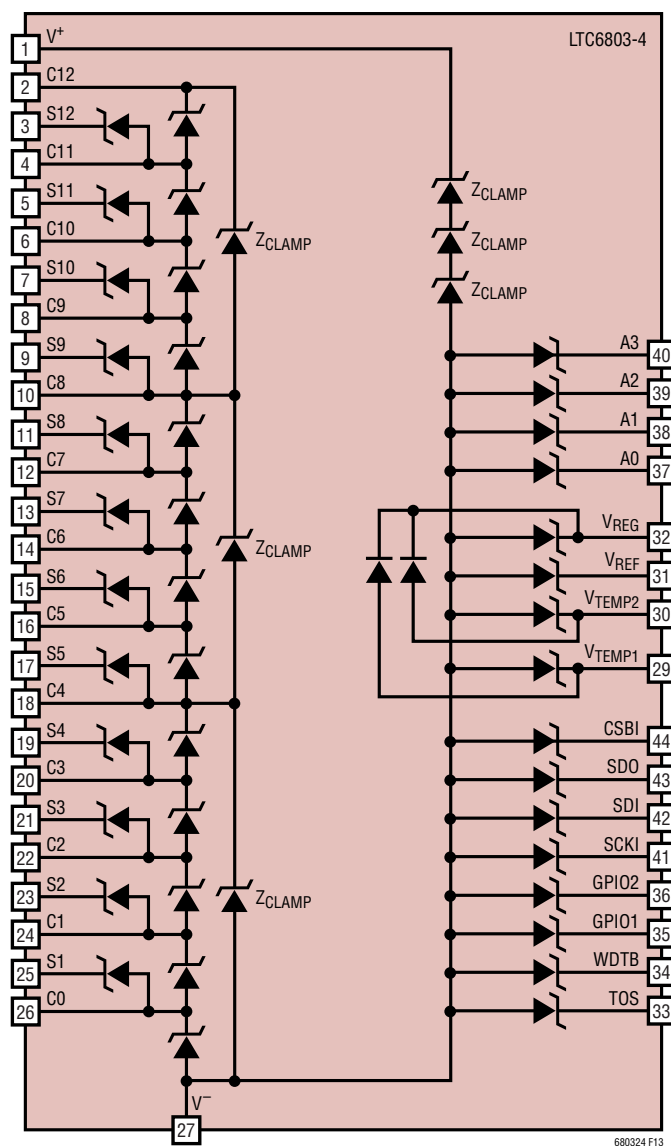 LTC6803-4
1 V+
2 C12
3 S12
4 C11
5 S11
6 C10
7 S10
8 C9
9 S9
10 C8
11 S8
12 C7
13 S7
14 C6
15 S6
16 C5
17 S5
18 C4
19 S4
20 C3
21 S3
22 C2
23 S2
24 C1
25 S1
26 C0
V−
27
ZCLAMP
ZCLAMP
ZCLAMP
ZCLAMP
ZCLAMP
ZCLAMP
A3 40
A2 39
A1 38
A0 37
VREG 32
VREF 31
VTEMP2 30
VTEMP1 29
CSBI 44
SDO 43
SDI 42
SCKI 41
GPIO2 36
GPIO1 35
WDTB 34
TOS 33
680324 F13